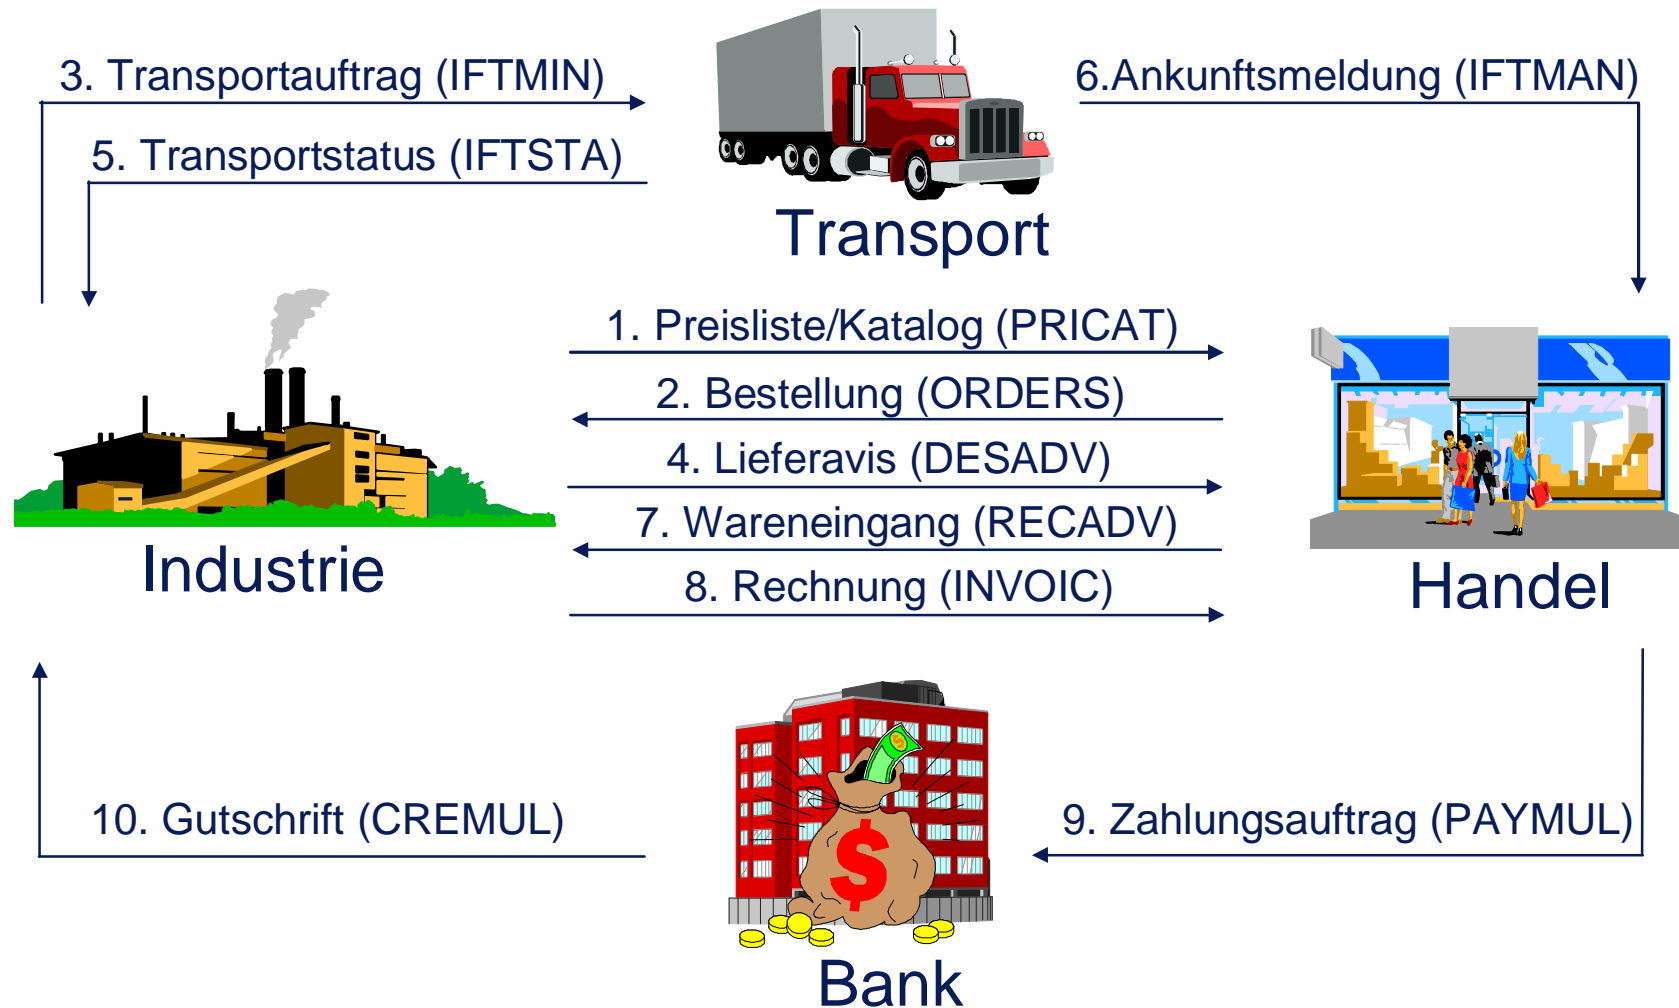 3. Transportauftrag (IFTMIN)
6.Ankunftsmeldung (IFTMAN)
5. Transportstatus (IFTSTA)
Transport
1. Preisliste/Katalog (PRICAT)
2. Bestellung (ORDERS)
4. Lieferavis (DESADV)
7. Wareneingang (RECADV)
Industrie
8. Rechnung (INVOIC)
Handel
10. Gutschrift (CREMUL)
$
$
9. Zahlungsauftrag (PAYMUL)
Bank